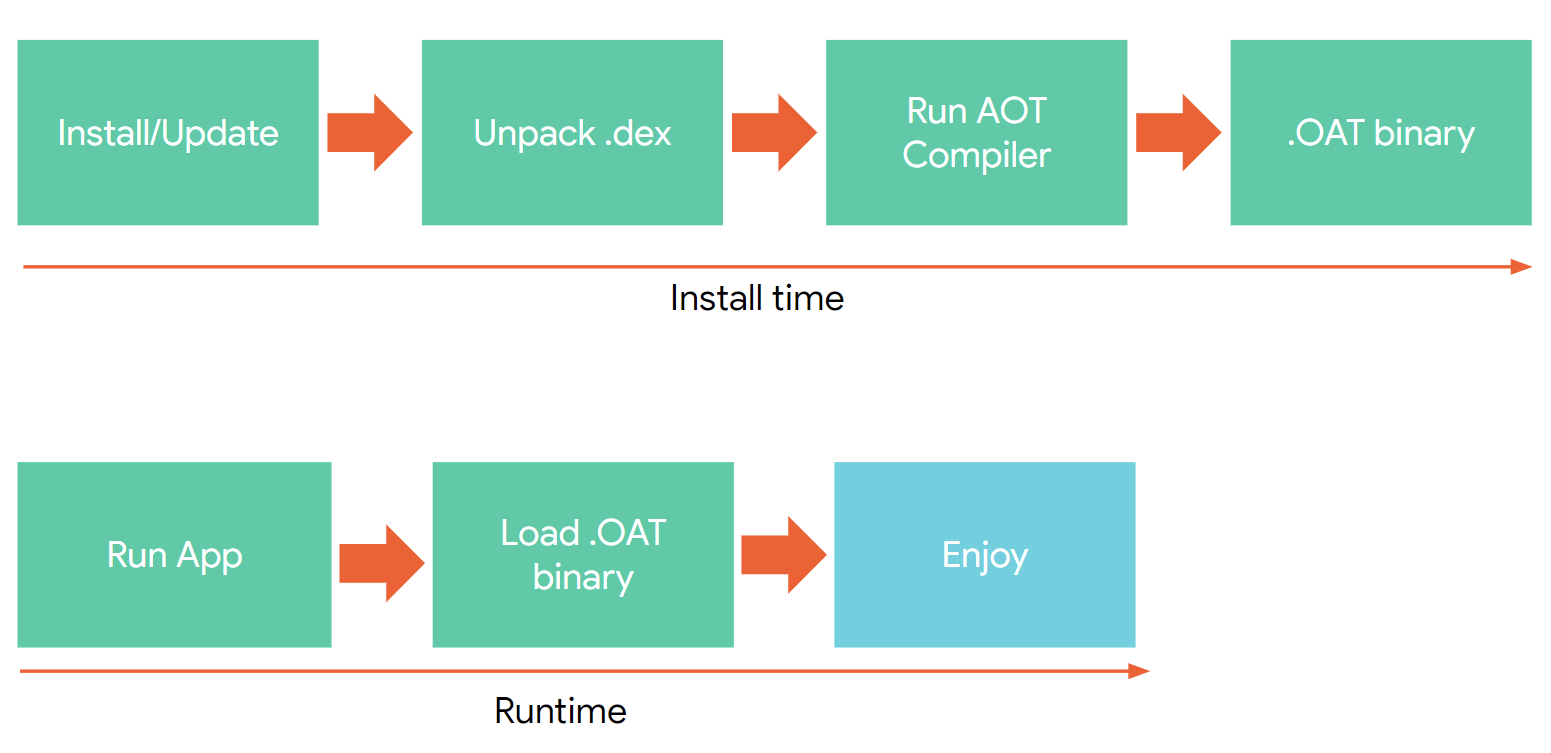 Install/Update
Unpack .dex
Run AOT
Compiler
.OAT binary
Install time
Run App
Load .OAT
binary
Enjoy
Runtime